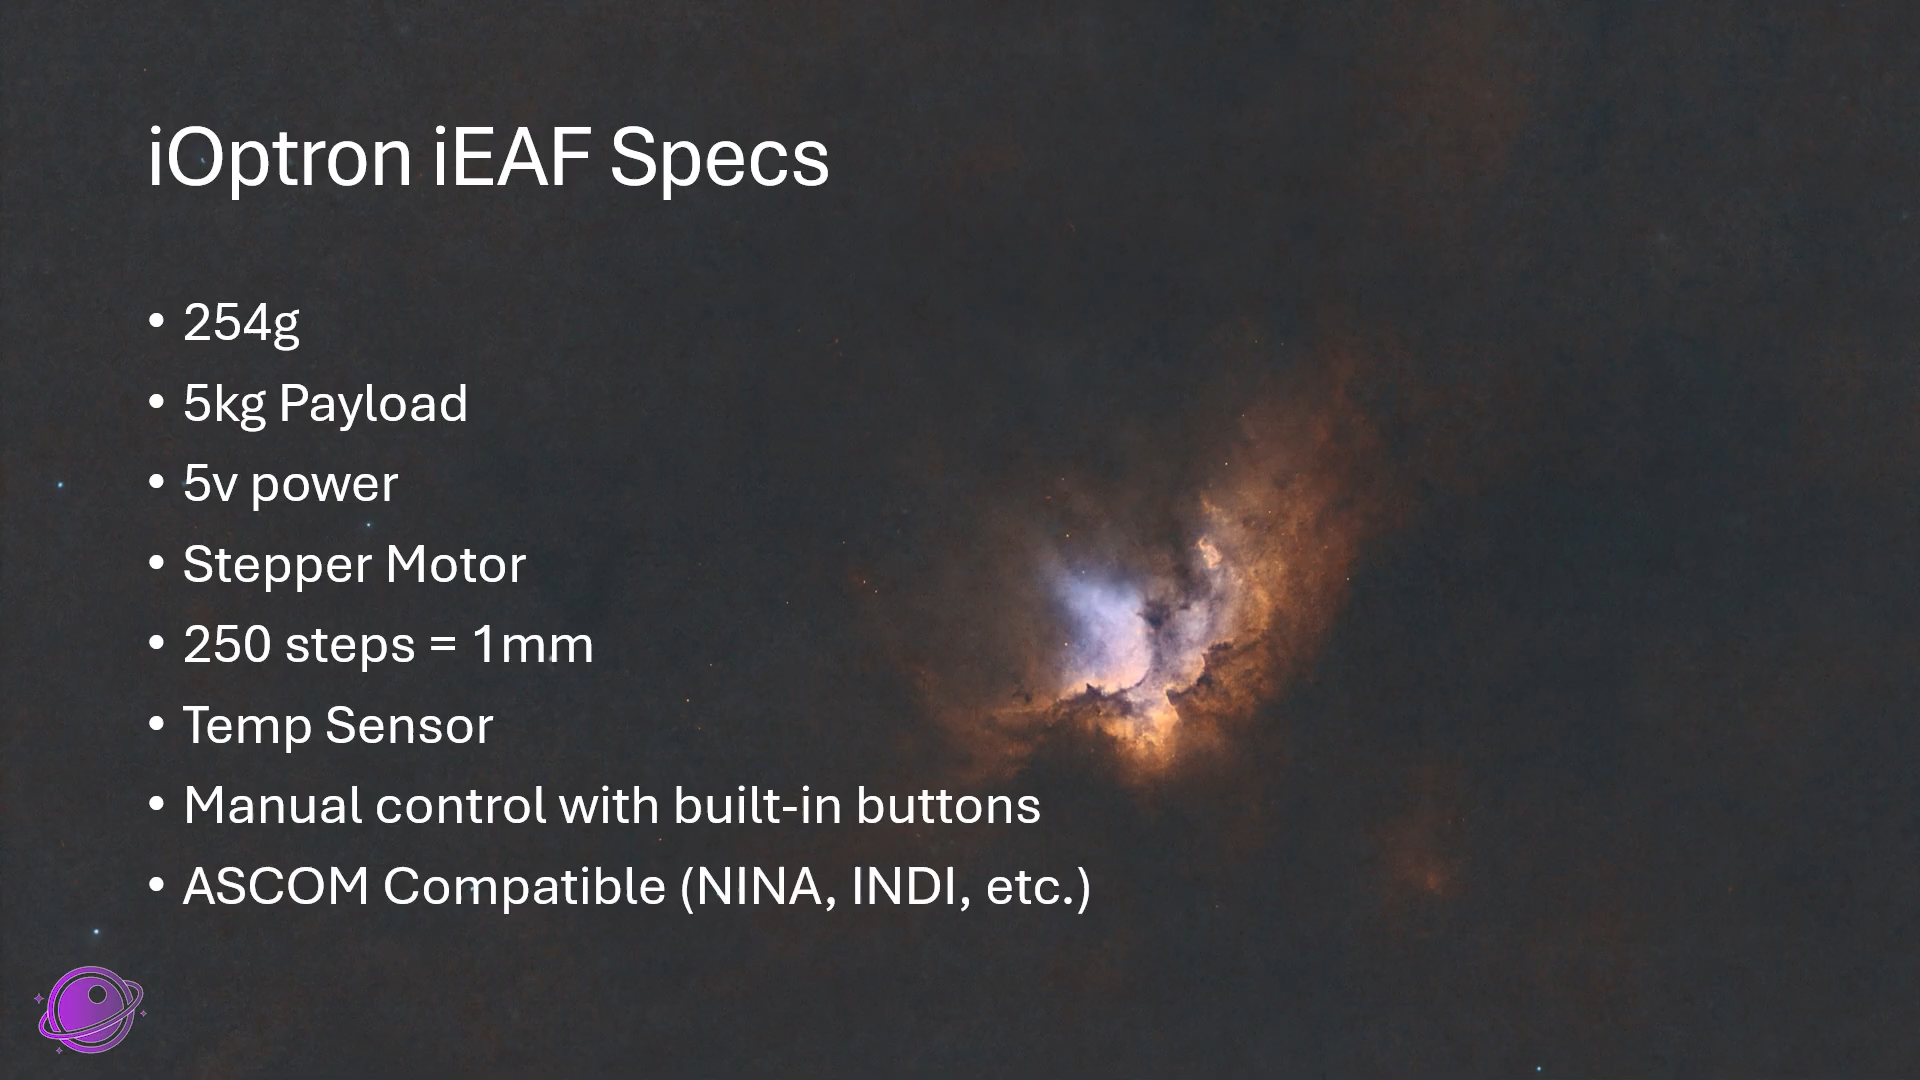 iOptron iEAF Specs
• 254g
• 5kg Payload
• 5v power
• Stepper Motor
• 250 steps = 1mm
• Temp Sensor
• Manual control with built-in buttons
• ASCOM Compatible (NINA, INDI, etc.)